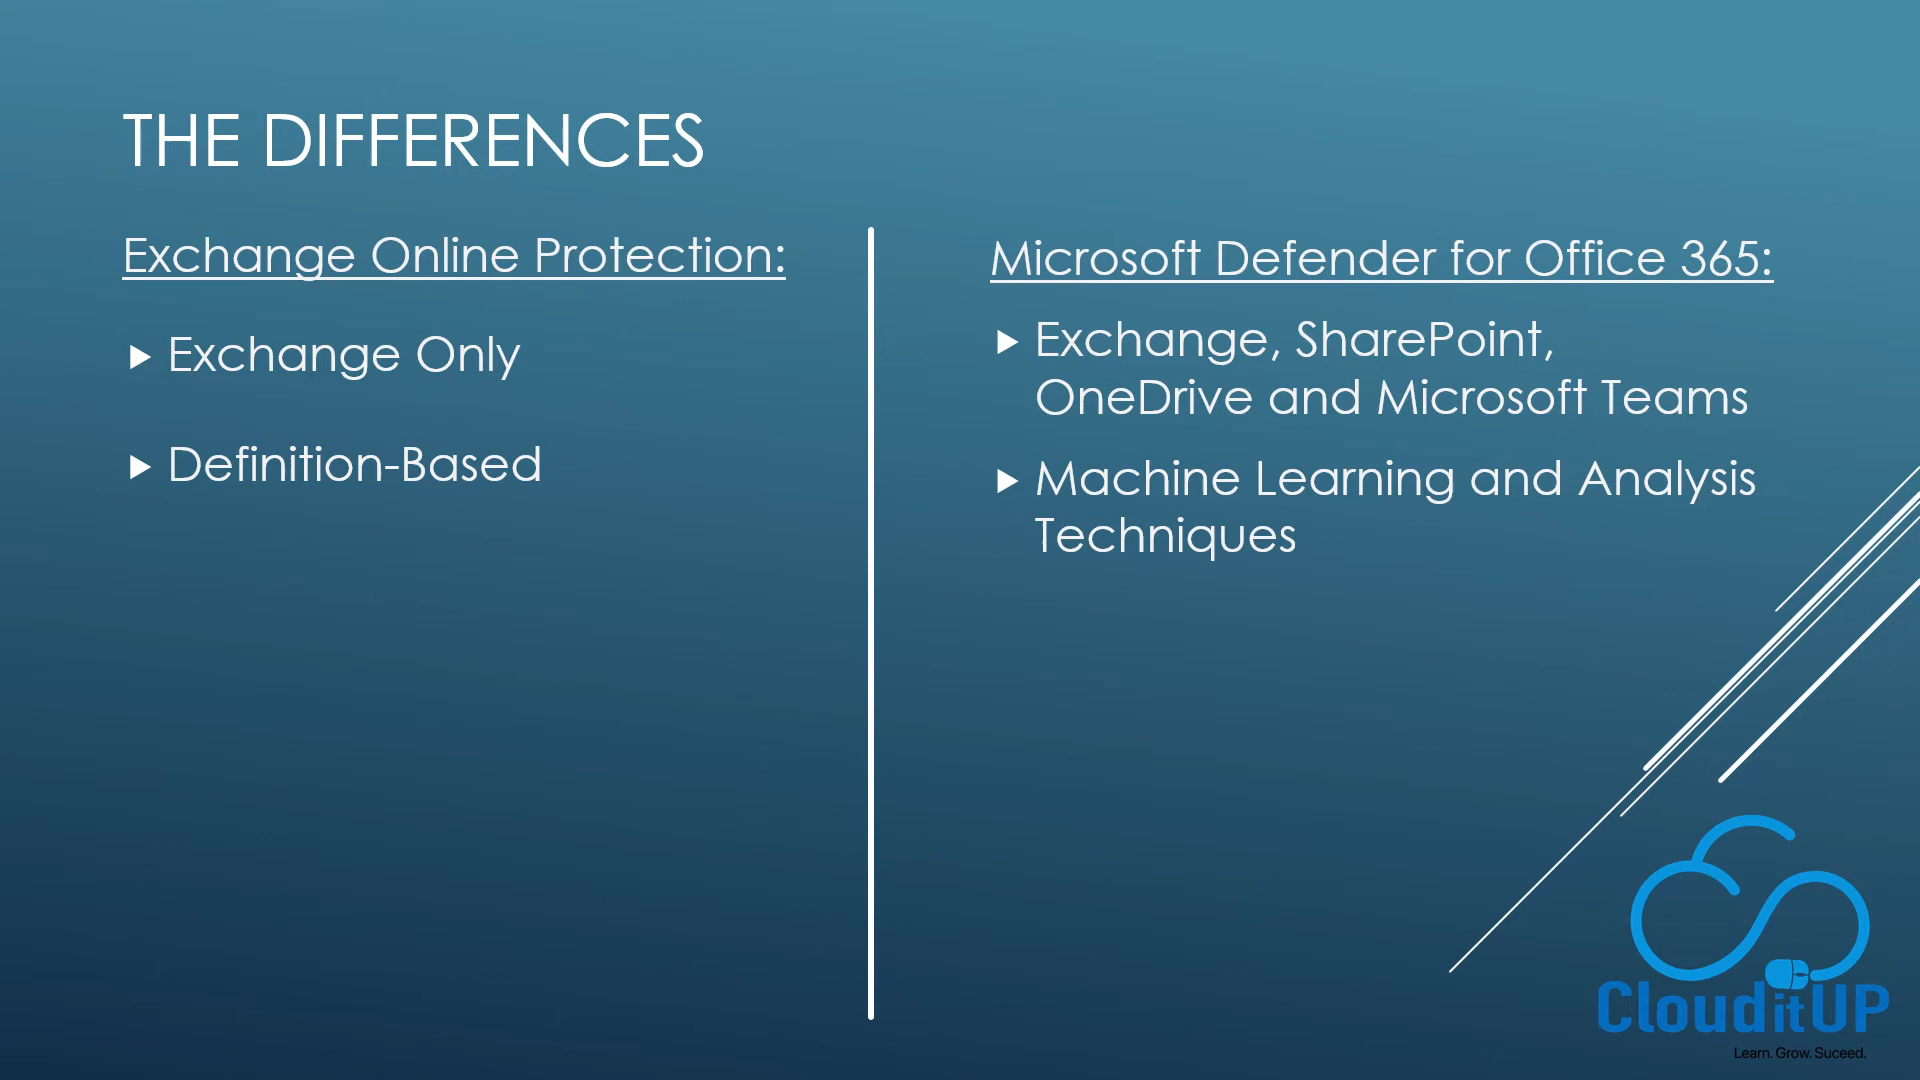 THE DIFFERENCES
Exchange Online Protection:
Exchange Only
Definition-Based
Microsoft Defender for Office 365:
Exchange, SharePoint,
OneDrive and Microsoft Teams
Machine Learning and Analysis
Techniques
ClouditUP
Learn. Grow. Suceed.